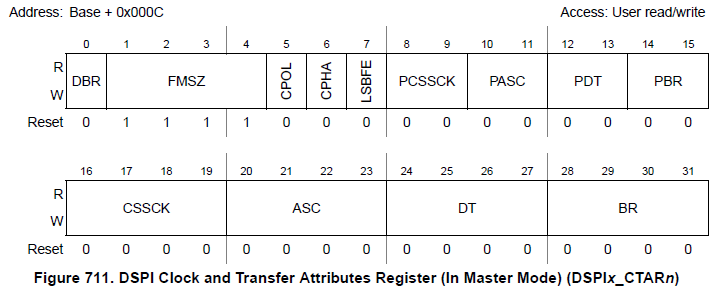 Address: Base + 0x000C Access: User read/write
0 1 2 3 4 5 6 7 8 9 10 11 12 13 14 15
R
W
DBR FMSZ CPOL CPHA LSBFE PCSSCK PASC PDT PBR
Reset 0 1 1 1 1 0 0 0 0 0 0 0 0 0 0 0
16 17 18 19 20 21 22 23 24 25 26 27 28 29 30 31
R
W
CSSCK ASC DT BR
Reset 0 0 0 0 0 0 0 0 0 0 0 0 0 0 0 0
Figure 711. DSPI Clock and Transfer Attributes Register (In Master Mode) (DSPIx_CTARn)